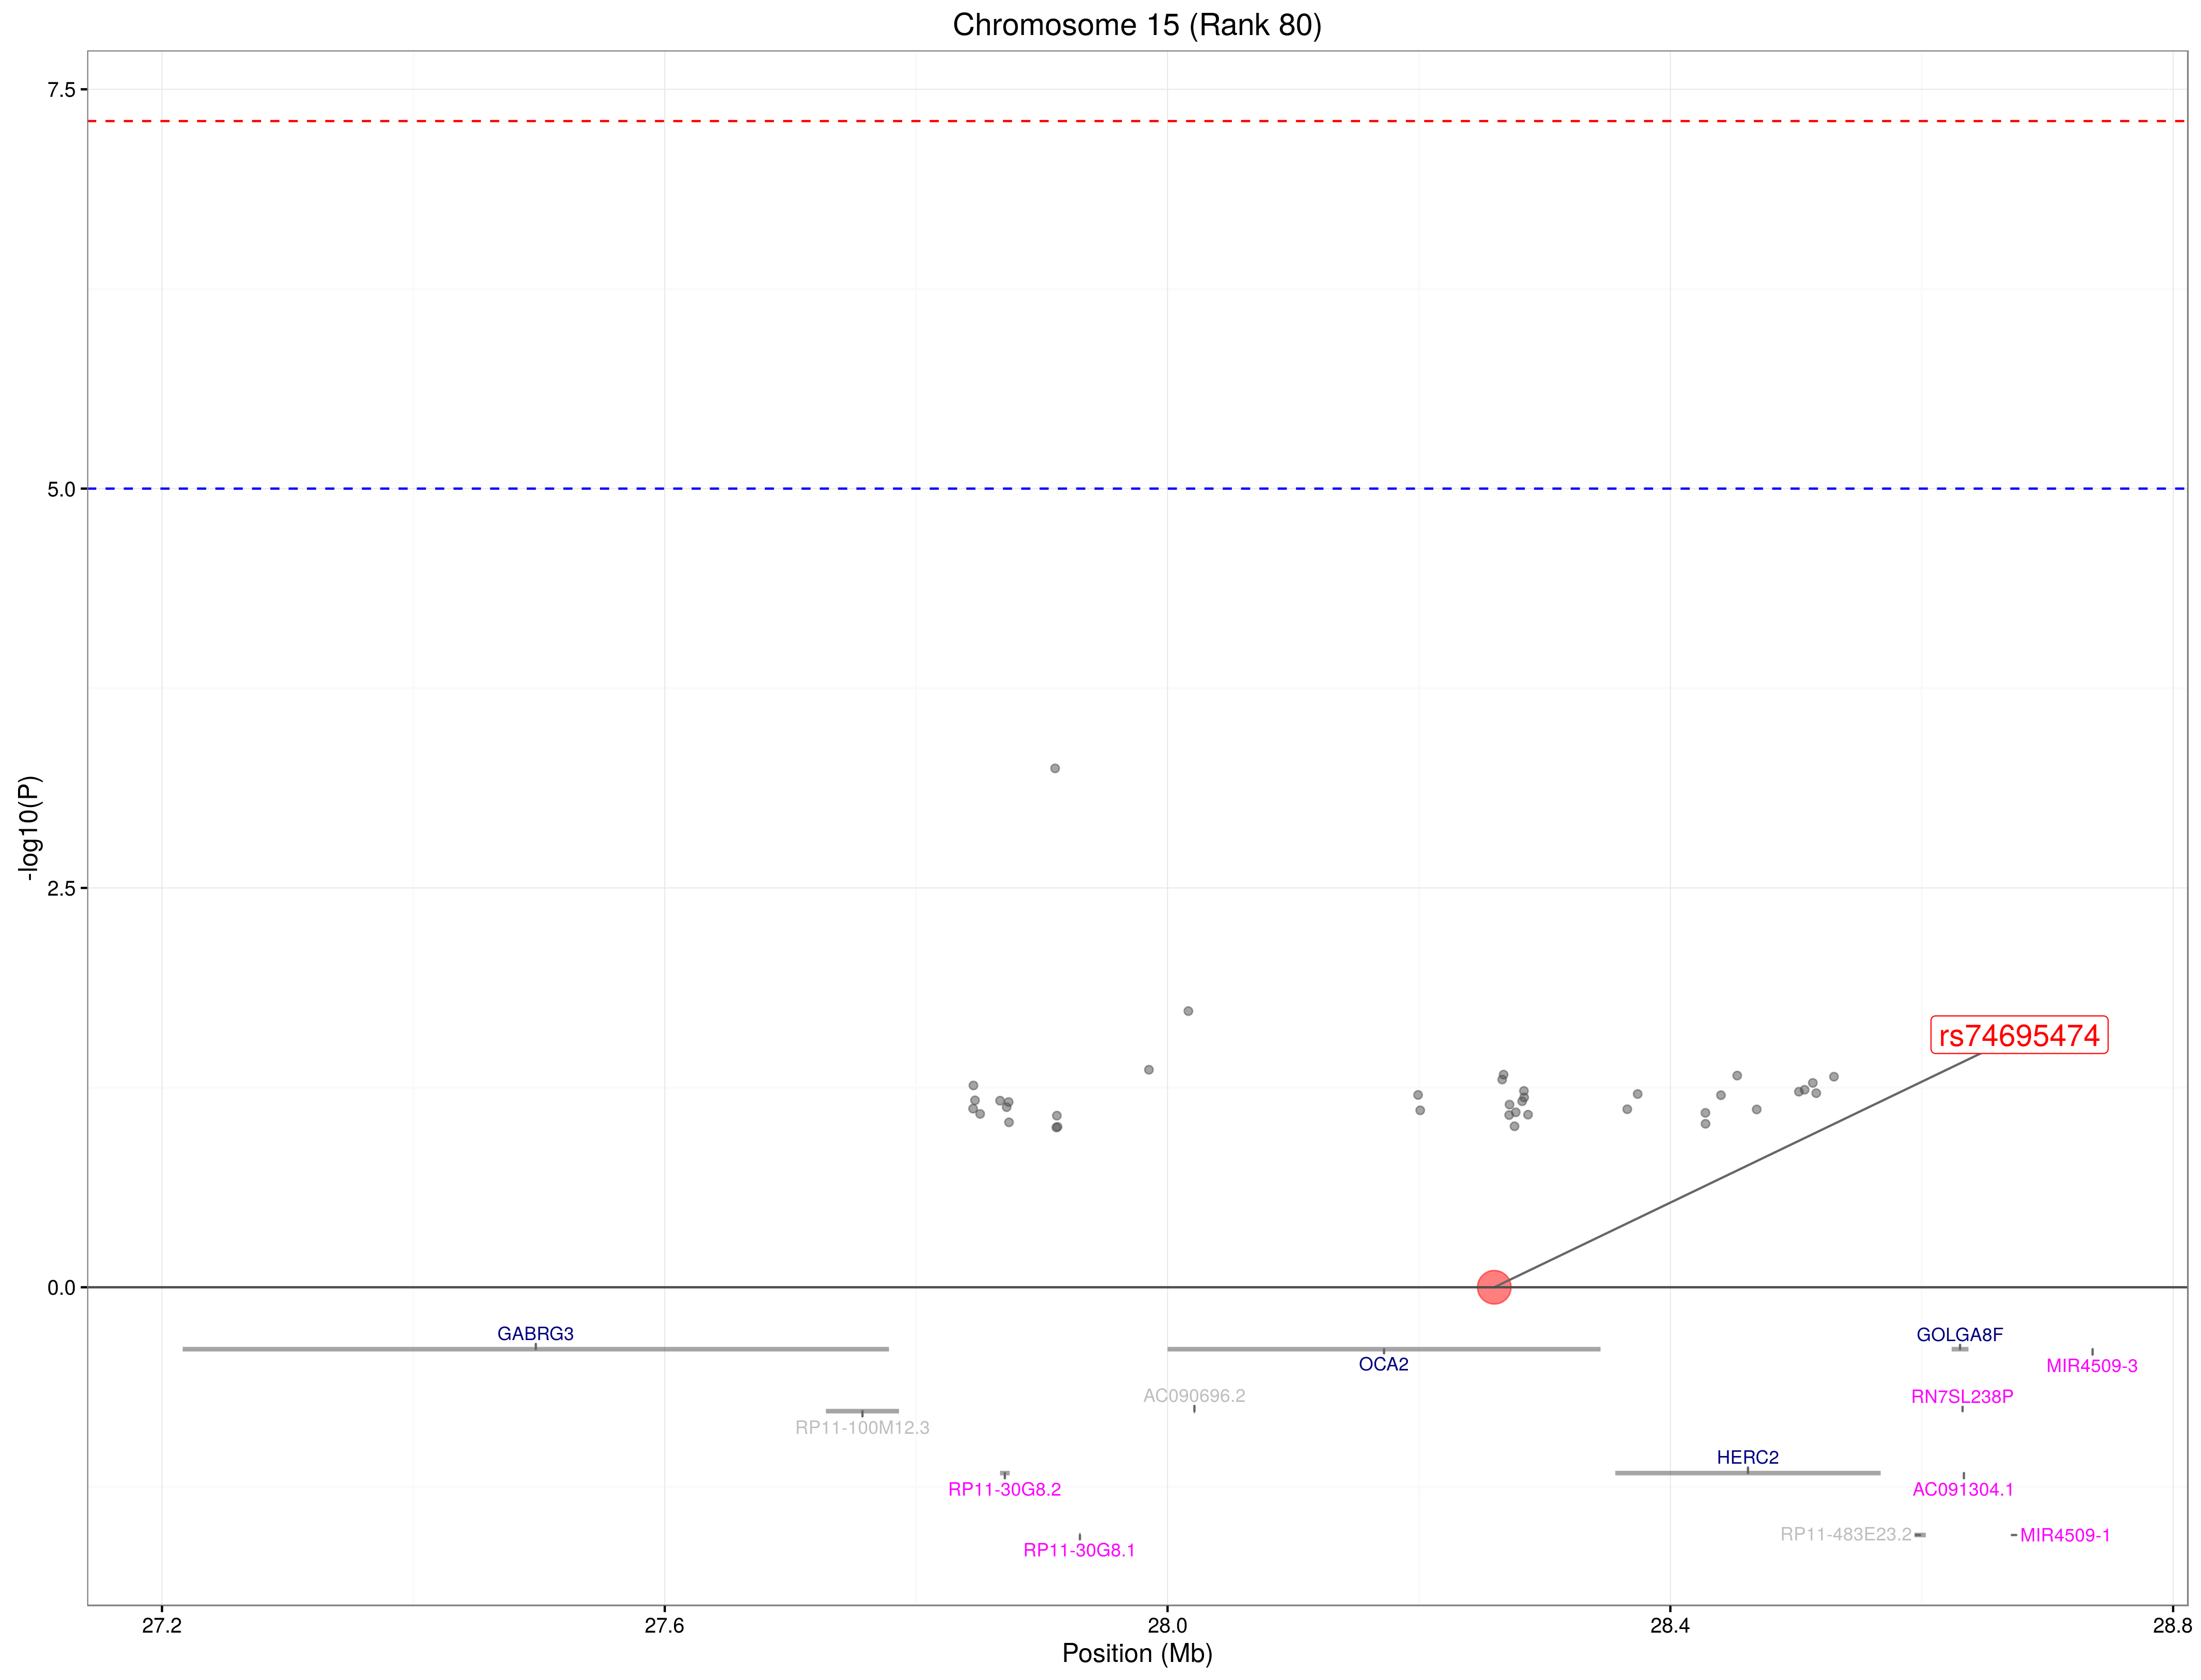 Chromosome 15 (Rank 80)
7.5
5.0
2.5
0.0
-log10(P)
rs74695474
GABRG3
OCA2
GOLGA8F
MIR4509-3
AC090696.2
RN7SL238P
RP11-100M12.3
HERC2
RP11-30G8.2
AC091304.1
RP11-483E23.2
MIR4509-1
RP11-30G8.1
27.2
27.6
28.0
28.4
28.8
Position (Mb)